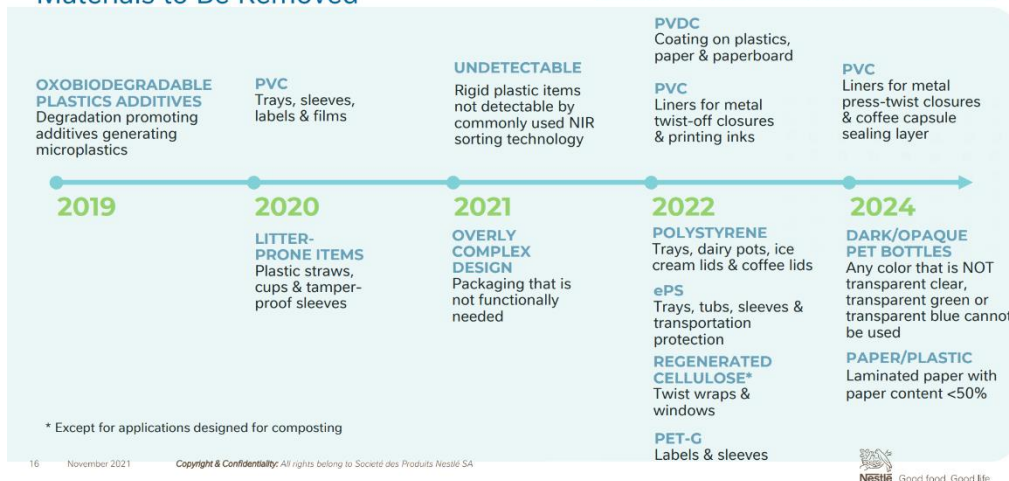 Materials to Be Removed
OXOBIODEGRADABLE
PLASTICS ADDITIVES
Degradation promoting
additives generating
microplastics
2019
PVC
Trays, sleeves,
labels & films
2020
LITTER-
PRONE ITEMS
Plastic straws,
cups & tamper-
proof sleeves
UNDETECTABLE
Rigid plastic items
not detectable by
commonly used NIR
sorting technology
2021
OVERLY
COMPLEX
DESIGN
Packaging that is
not functionally
needed
PVDC
Coating on plastics,
paper & paperboard
PVC
Liners for metal
twist-off closures
& printing inks
2022
POLYSTYRENE
Trays, dairy pots, ice
cream lids & coffee lids
ePS
Trays, tubs, sleeves &
transportation
protection
REGENERATED
CELLULOSE*
Twist wraps &
windows
PET-G
Labels & sleeves
PVC
Liners for metal
press-twist closures
& coffee capsule
sealing layer
2024
DARK/OPAQUE
PET BOTTLES
Any color that is NOT
transparent clear,
transparent green or
transparent blue cannot
be used
PAPER/PLASTIC
Laminated paper with
paper content <50%
* Except for applications designed for composting
16 November 2021 Copyright & Confidentiality: All rights belong to Societé des Produits Nestlé SA
Nestlé Good food, Good life